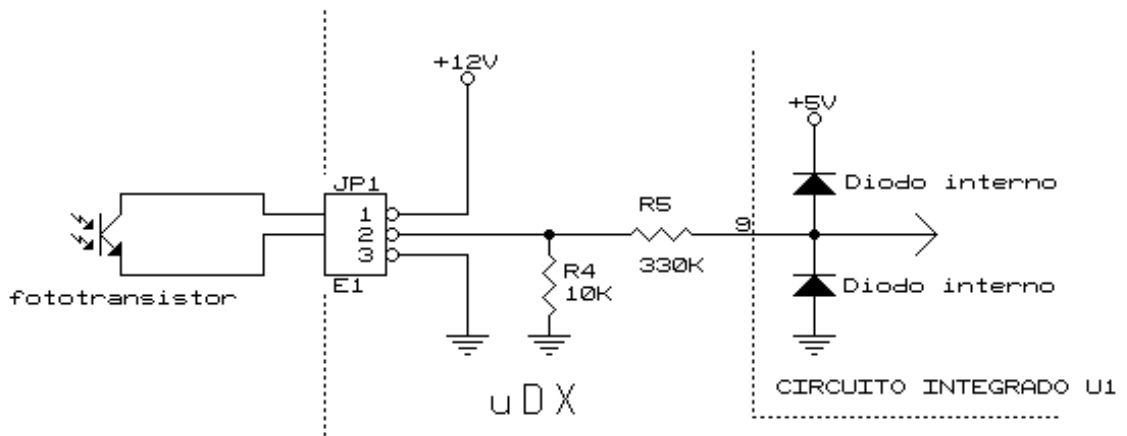 +12V
+5V
JP1
Diodo interno
R5
1
2
3
9
330K
R4
10K
E1
Diodo interno
fototransistor
uDX
CIRCUITO INTEGRADO U1